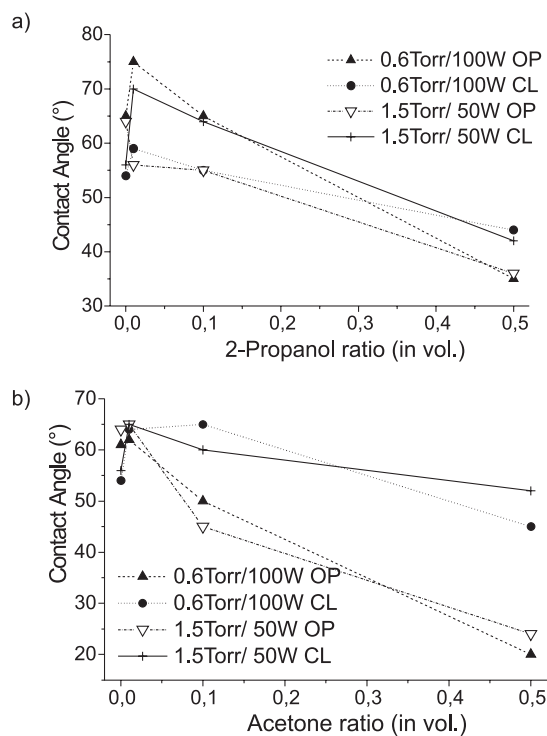 a)
80
70
60
50
40
30
Contact Angle (°)
0.6Torr/100W OP
0.6Torr/100W CL
1.5Torr/ 50W OP
1.5Torr/ 50W CL
0,0 0,1 0,2 0,3 0,4 0,5
2-Propanol ratio (in vol.)
b)
70
60
50
40
30
20
Contact Angle (°)
0.6Torr/100W OP
0.6Torr/100W CL
1.5Torr/ 50W OP
1.5Torr/ 50W CL
0,0 0,1 0,2 0,3 0,4 0,5
Acetone ratio (in vol.)